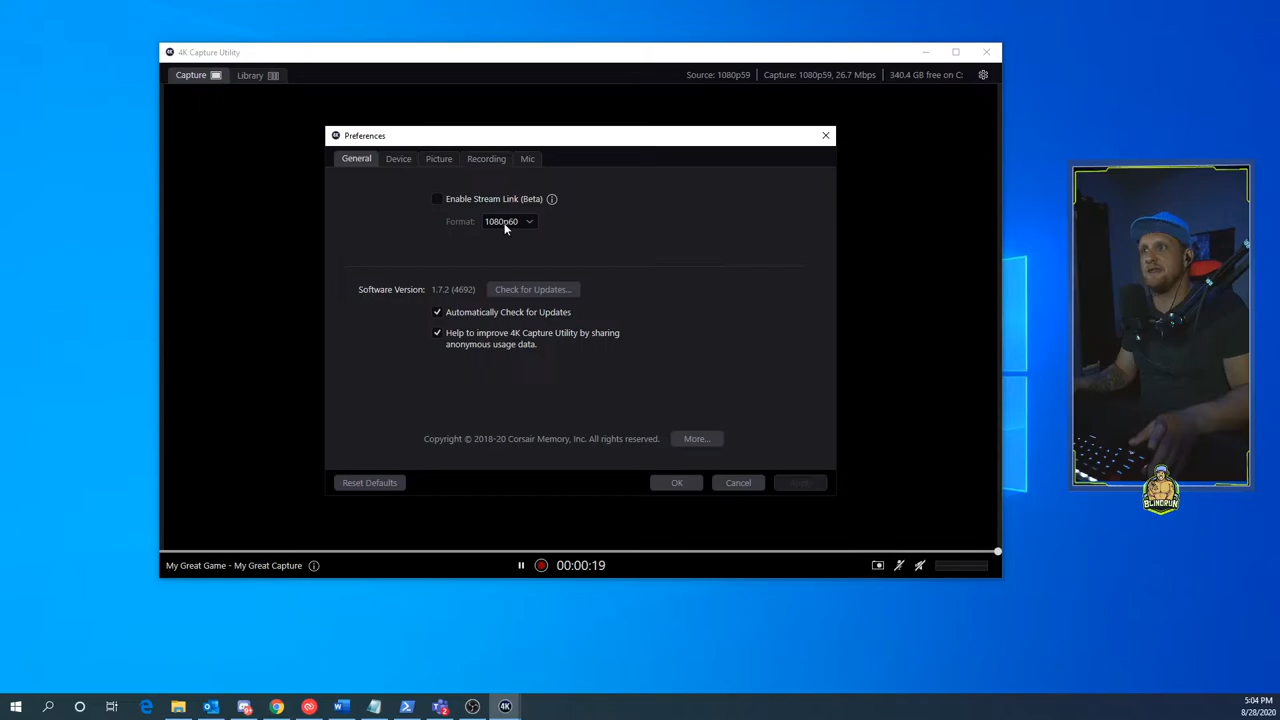 4K Capture Utility
Capture Library Source: 1080p59 Capture: 1080p59, 26.7 Mbps 340.4 GB free on C:
Preferences
General Device Picture Recording Mic
Enable Stream Link (Beta)
Format: 1080p60
Software Version: 1.7.2 (4692) Check for Updates...
Automatically Check for Updates
Help to improve 4K Capture Utility by sharing
anonymous usage data.
Copyright © 2018-20 Corsair Memory, Inc. All rights reserved. More...
Reset Defaults OK Cancel Apply
BLINDRUN
My Great Game - My Great Capture 00:00:19
4K
5:04 PM
8/28/2020